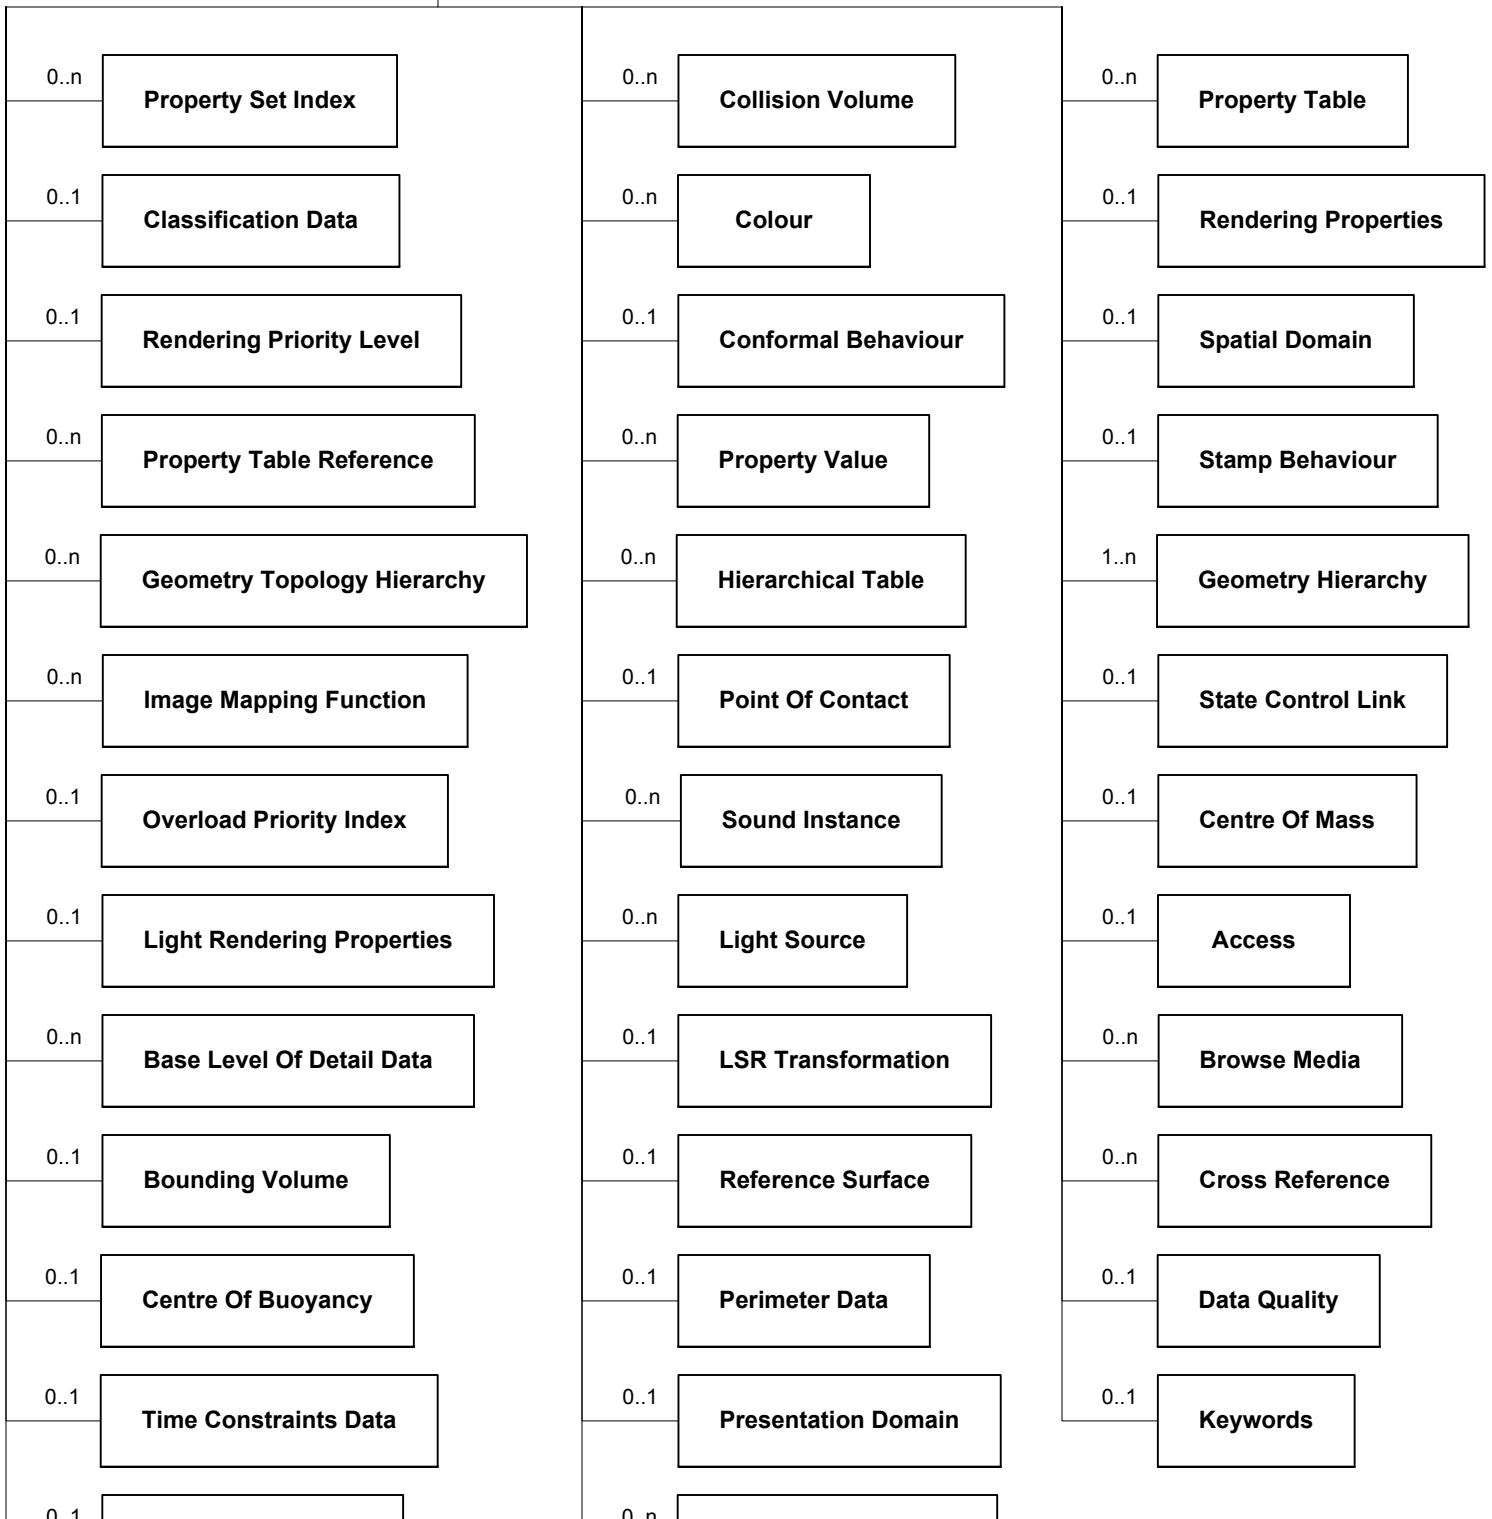 0..n
Property Set Index
0..1
Classification Data
0..1
Rendering Priority Level
0..n
Property Table Reference
0..n
Geometry Topology Hierarchy
0..n
Image Mapping Function
0..1
Overload Priority Index
0..1
Light Rendering Properties
0..n
Base Level Of Detail Data
0..1
Bounding Volume
0..1
Centre Of Buoyancy
0..1
Time Constraints Data
0..1
0..n
Collision Volume
0..n
Colour
0..1
Conformal Behaviour
0..n
Property Value
0..n
Hierarchical Table
0..1
Point Of Contact
0..n
Sound Instance
0..n
Light Source
0..1
LSR Transformation
0..1
Reference Surface
0..1
Perimeter Data
0..1
Presentation Domain
0..n
0..n
Property Table
0..1
Rendering Properties
0..1
Spatial Domain
0..1
Stamp Behaviour
1..n
Geometry Hierarchy
0..1
State Control Link
0..1
Centre Of Mass
0..1
Access
0..n
Browse Media
0..n
Cross Reference
0..1
Data Quality
0..1
Keywords